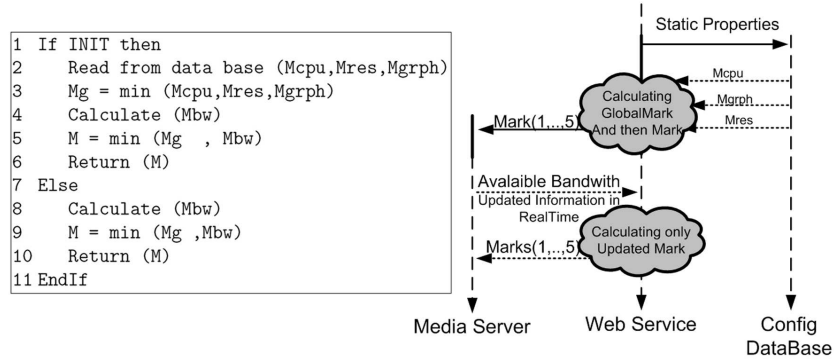 1 If INIT then
2 Read from data base (Mcpu,Mres,Mgrph)
3 Mg = min (Mcpu,Mres,Mgrph)
4 Calculate (Mbw)
5 M = min (Mg , Mbw)
6 Return (M)
7 Else
8 Calculate (Mbw)
9 M = min (Mg ,Mbw)
10 Return (M)
11 EndIf
Static Properties
Mcpu
Mgrph
Mres
Calculating
GlobalMark
And then Mark
Mark(1,..,5)
Avalaible Bandwith
Updated Information in
RealTime
Calculating only
Updated Mark
Marks(1,..,5)
Media Server
Web Service
Config
DataBase